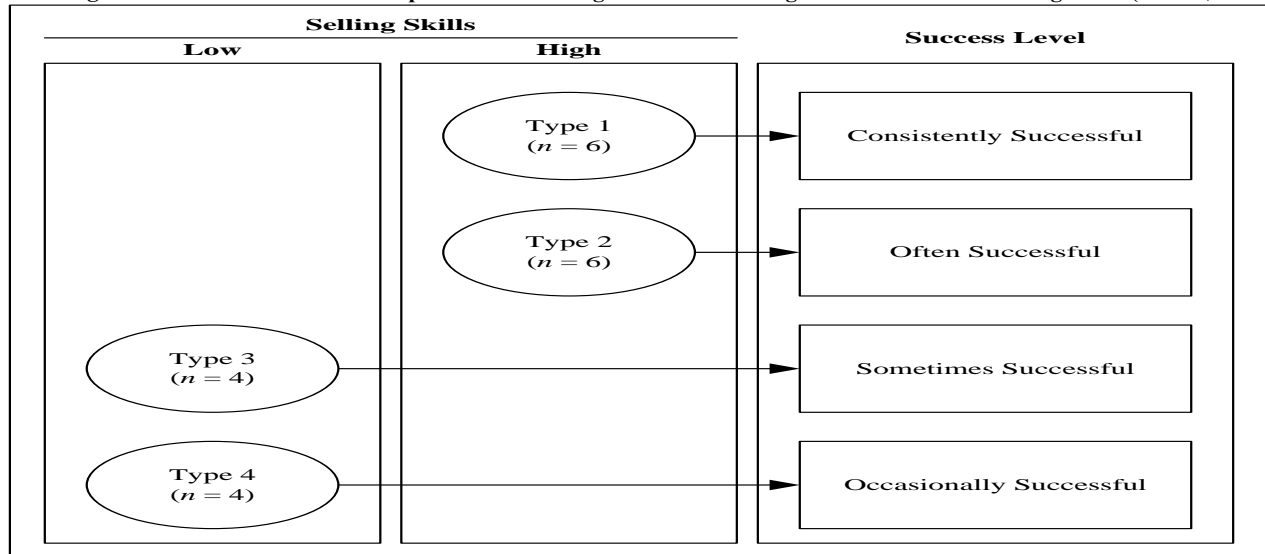 Selling Skills
Low
High
Success Level
Type 1
(n = 6)
Consistently Successful
Type 2
(n = 6)
Often Successful
Type 3
(n = 4)
Sometimes Successful
Type 4
(n = 4)
Occasionally Successful